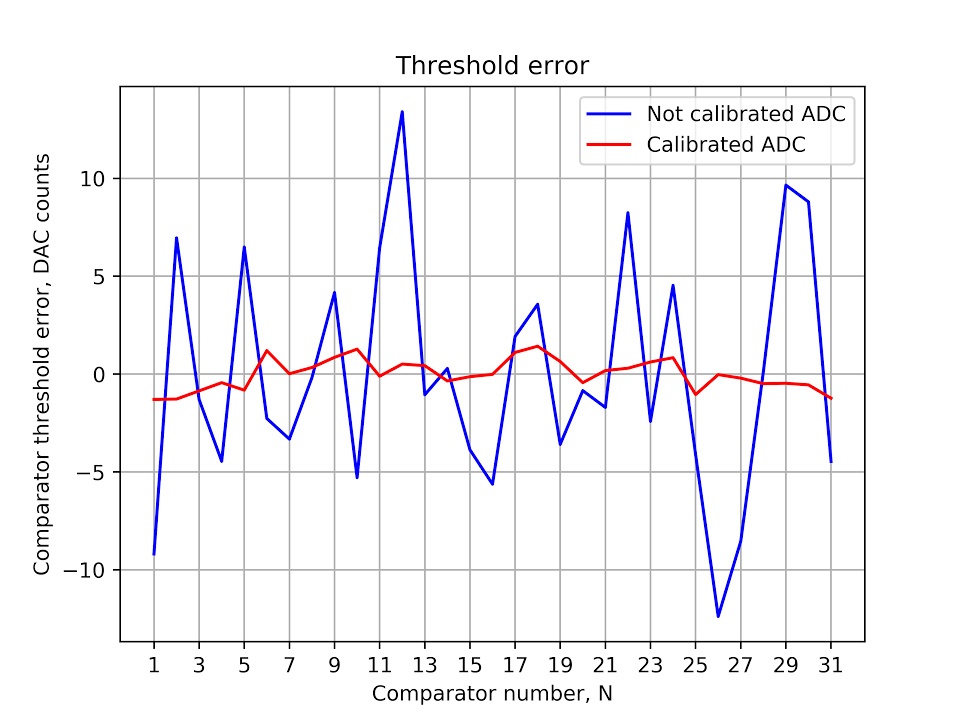 Threshold error
Not calibrated ADC
Calibrated ADC
Comparator threshold error, DAC counts
10
5
0
−5
−10
1 3 5 7 9 11 13 15 17 19 21 23 25 27 29 31
Comparator number, N